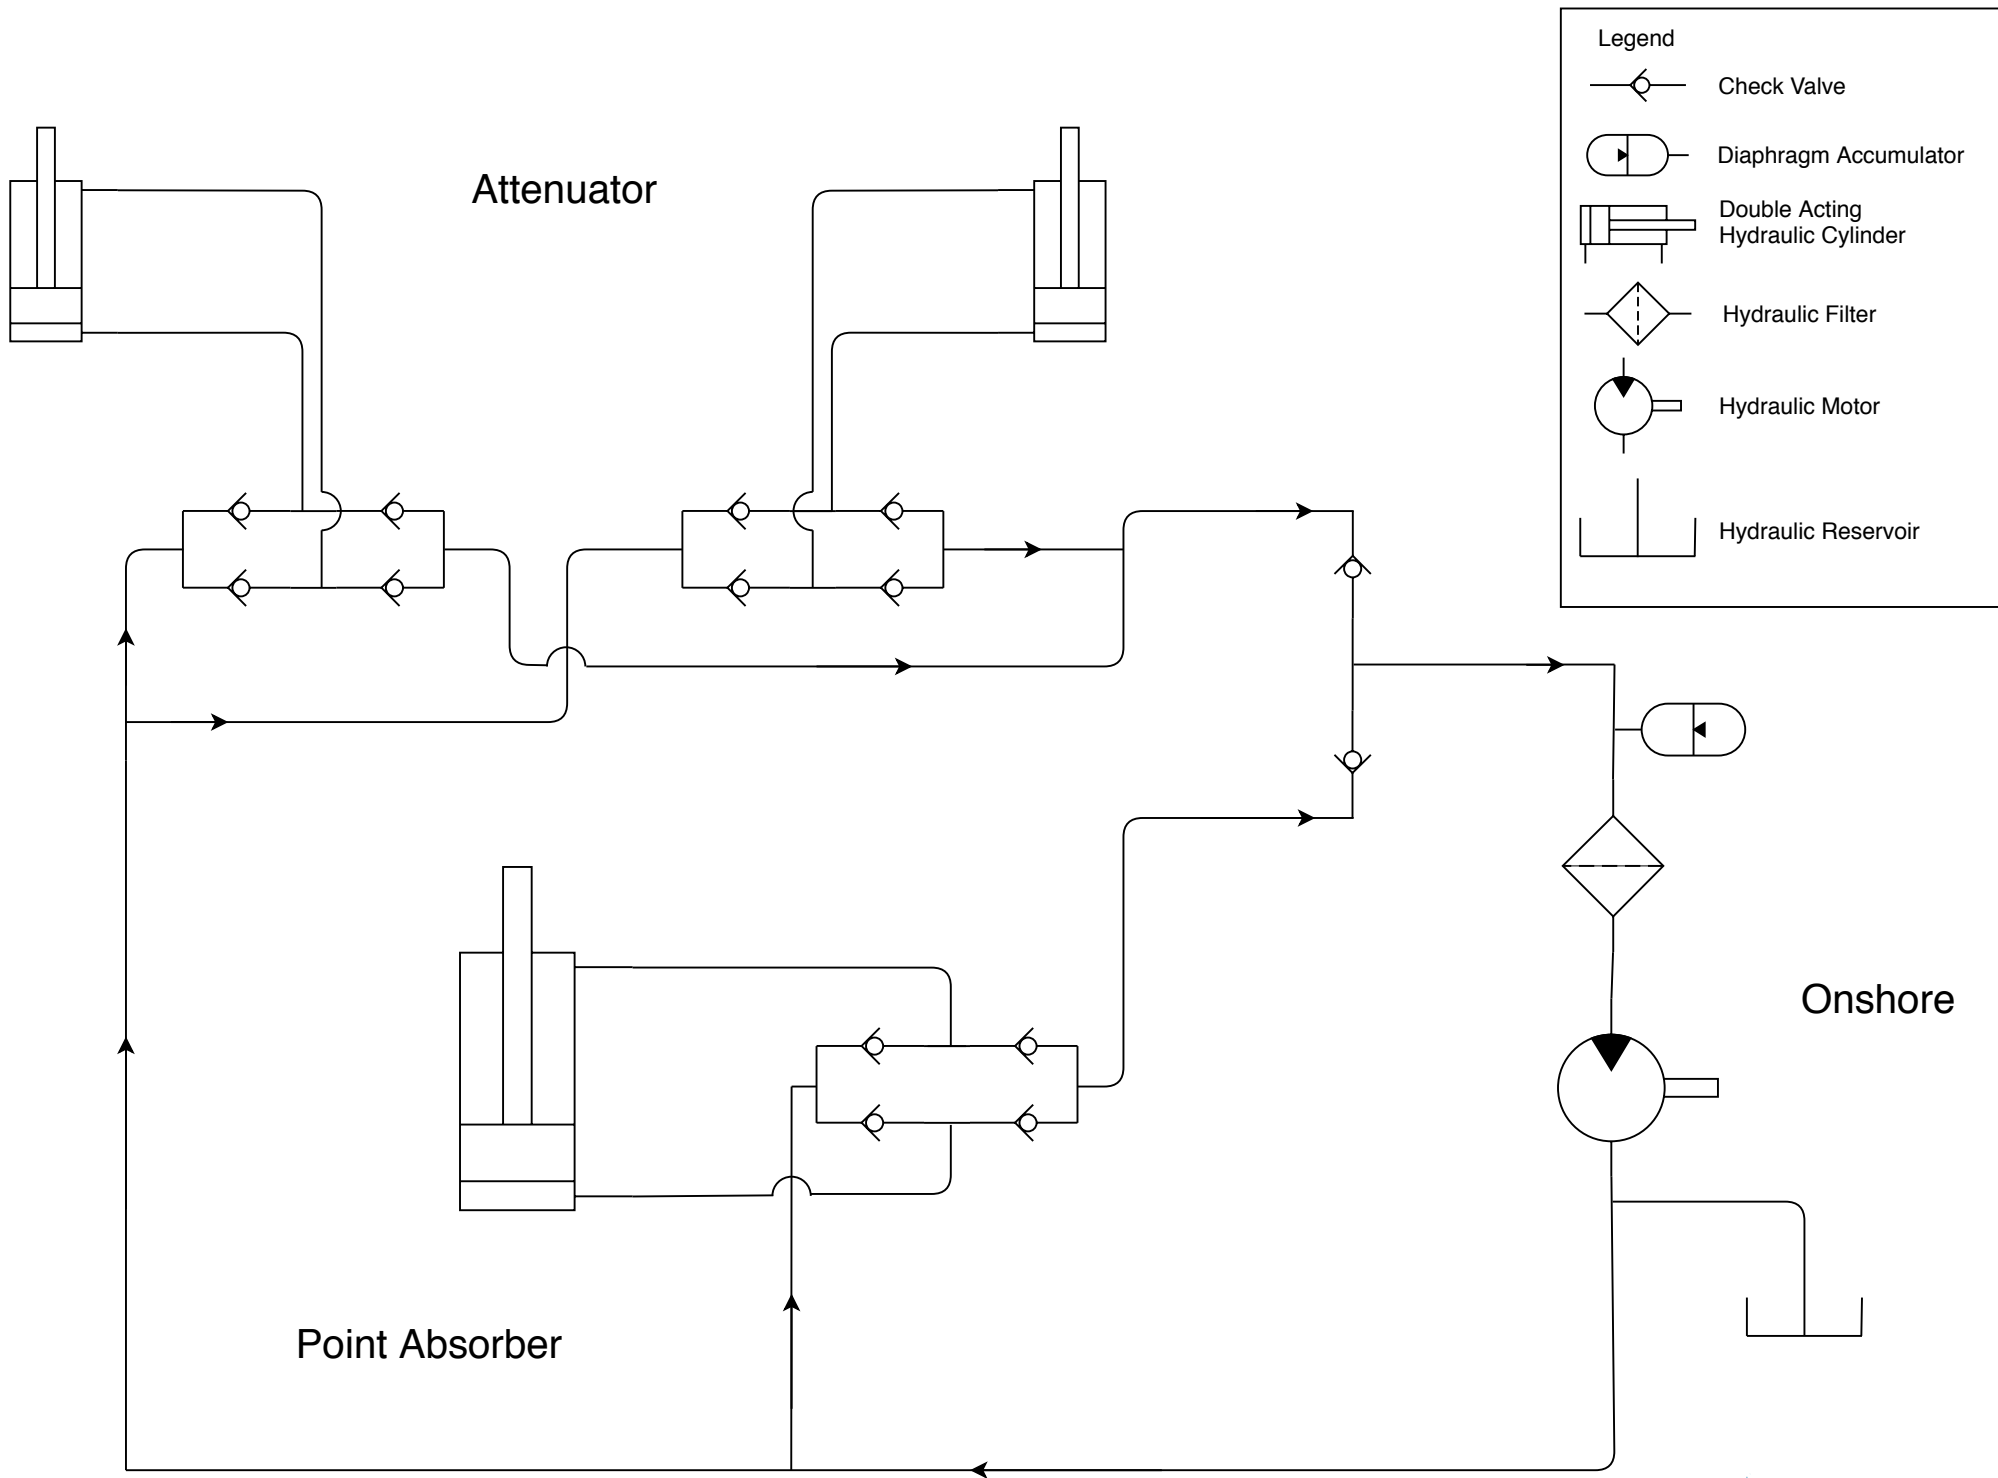 Legend
Check Valve
Diaphragm Accumulator
Double Acting
Hydraulic Cylinder
Hydraulic Filter
Hydraulic Motor
Hydraulic Reservoir
Attenuator
Onshore
Point Absorber